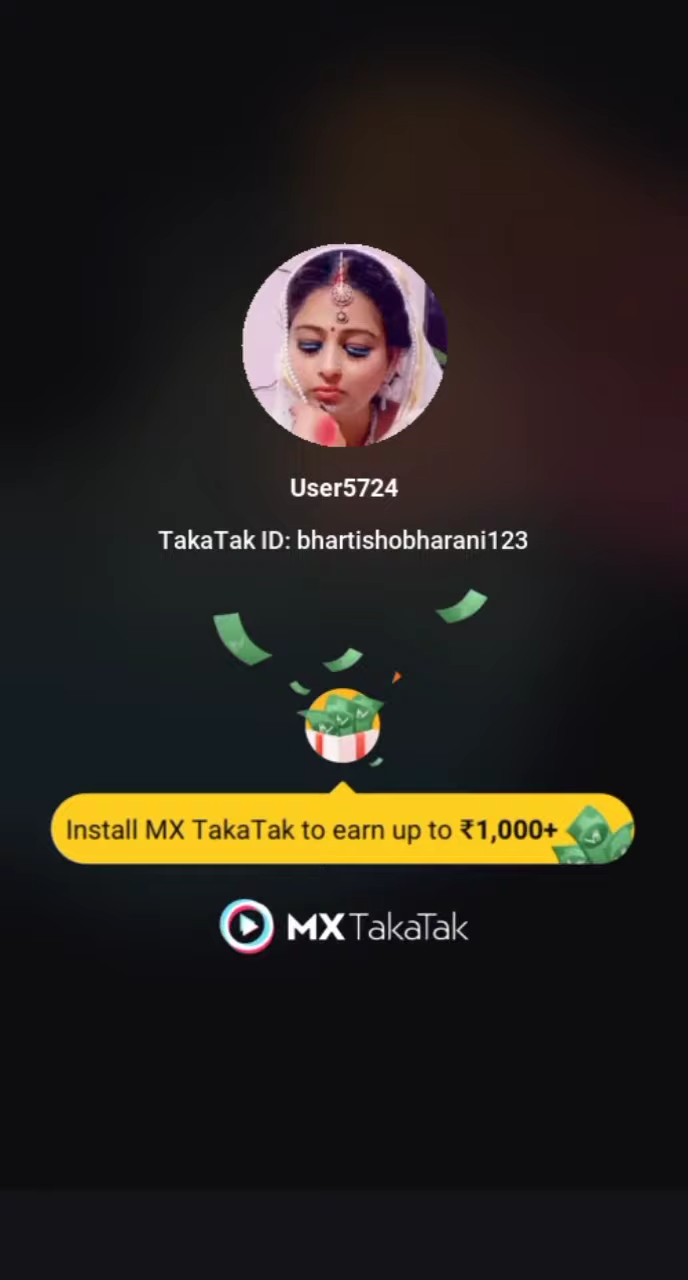 User5724
TakaTak ID: bhartishobharani123
Install MX TakaTak to earn up to ₹1,000+
MX TakaTak